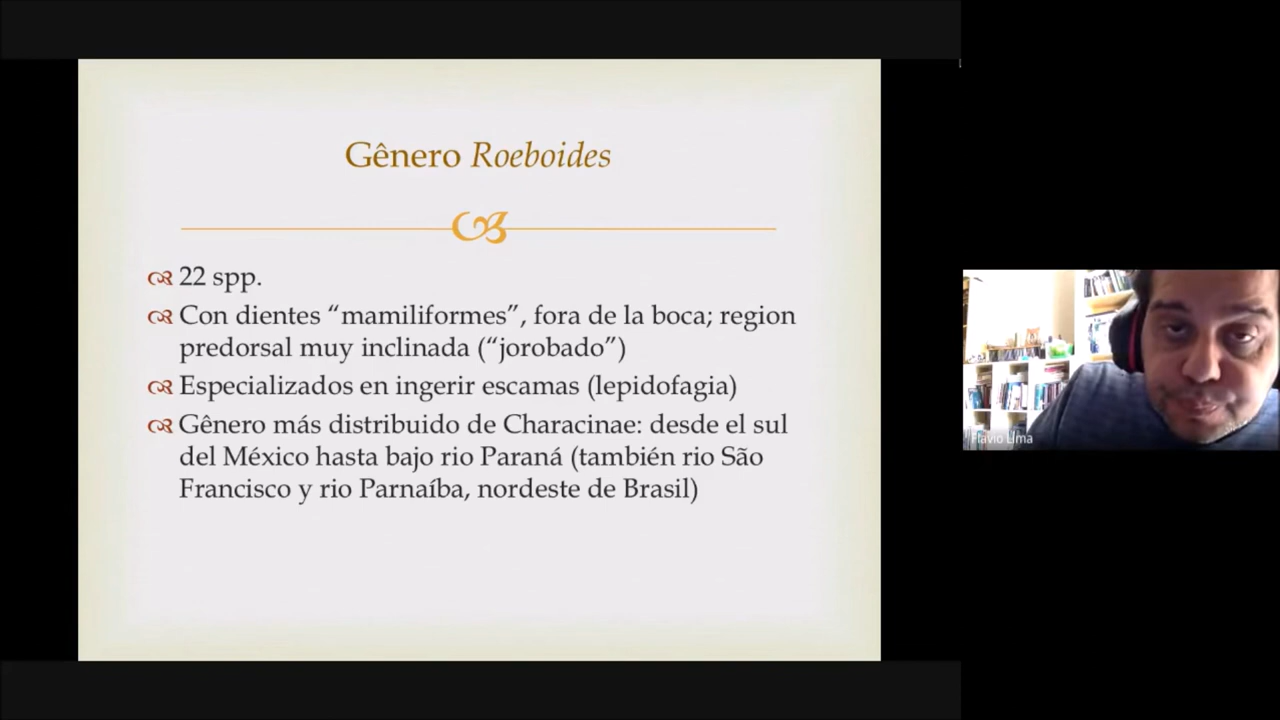 Gênero Roeboides
22 spp.
Con dientes “mamiliformes”, fora de la boca; region
predorsal muy inclinada (“jorobado”)
Especializados en ingerir escamas (lepidofagia)
Gênero más distribuido de Characinae: desde el sul
del México hasta bajo rio Paraná (también rio São
Francisco y rio Parnaíba, nordeste de Brasil)
Flavio Lima